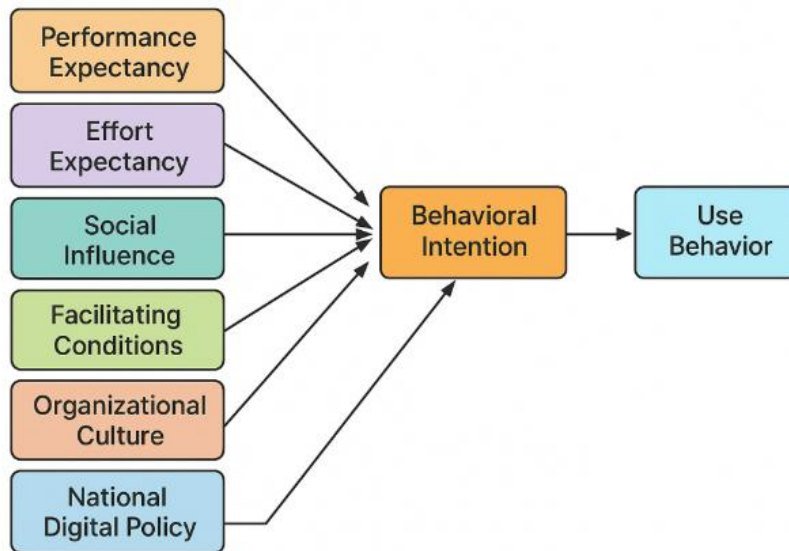 Performance
Expectancy
Effort
Expectancy
Social
Influence
Facilitating
Conditions
Organizational
Culture
National
Digital Policy
Behavioral
Intention
Use
Behavior